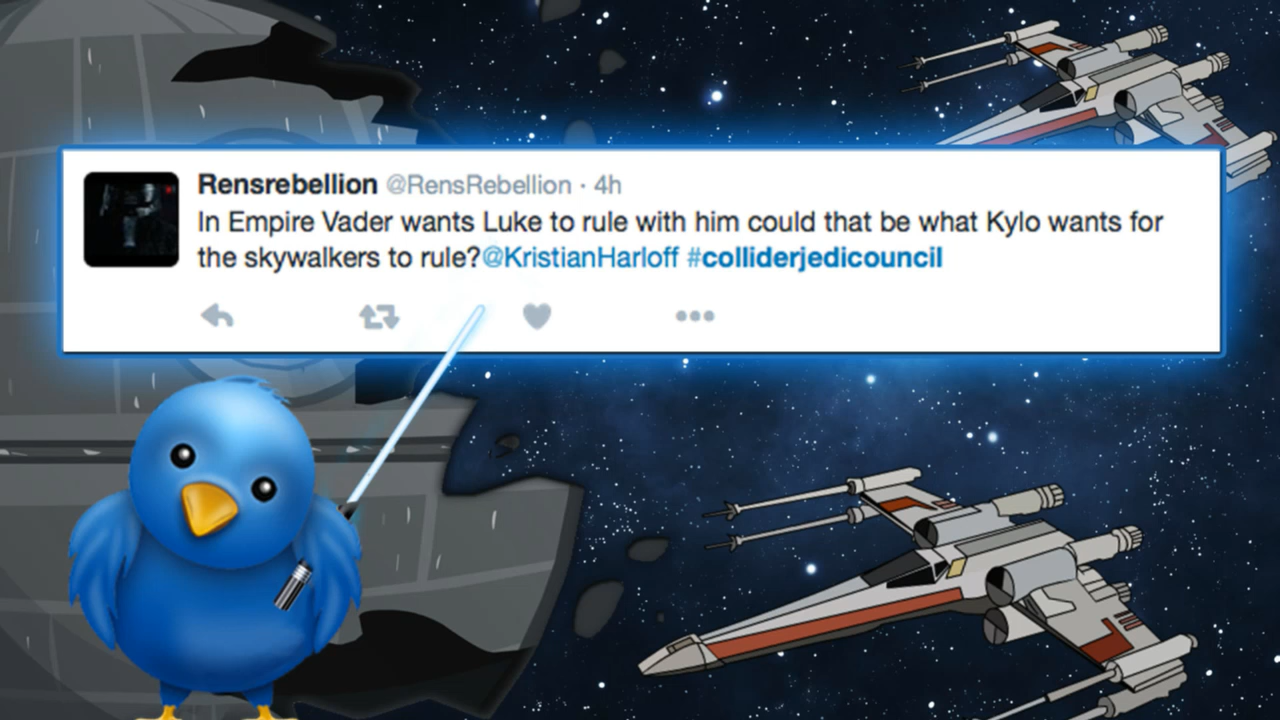 Rensrebellion @RensRebellion · 4h
In Empire Vader wants Luke to rule with him could that be what Kylo wants for
the skywalkers to rule?@KristianHarloff #colliderjedicouncil